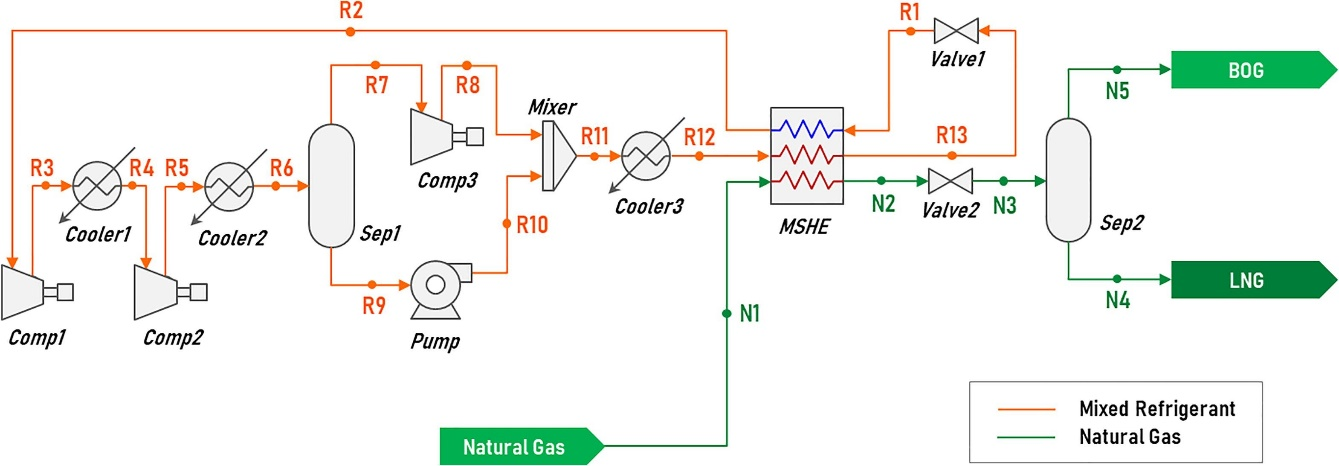 R2
R1
Valve1
BOG
N5
R7
R8
Mixer
R11
R12
R13
R3
R4
R5
R6
Comp3
Cooler3
N2
Valve2
N3
Sep2
MSHE
Cooler1
Cooler2
Sep1
R10
R9
LNG
N4
N1
Comp1
Comp2
Pump
Mixed Refrigerant
Natural Gas
Natural Gas